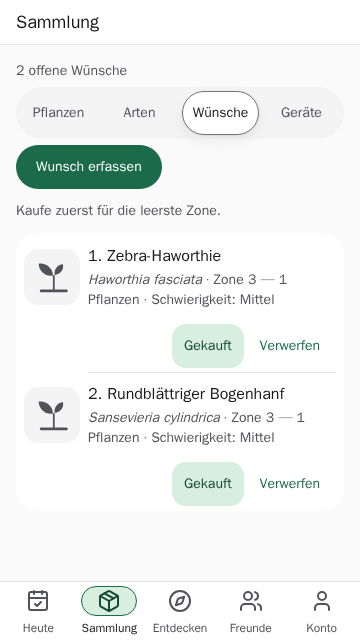 Sammlung
2 offene Wünsche
Pflanzen
Arten
Wünsche
Geräte
Wunsch erfassen
Kaufe zuerst für die leerste Zone.
1. Zebra-Haworthie
Haworthia fasciata · Zone 3 — 1
Pflanzen · Schwierigkeit: Mittel
Gekauft
Verwerfen
2. Rundblättriger Bogenhanf
Sansevieria cylindrica · Zone 3 — 1
Pflanzen · Schwierigkeit: Mittel
Gekauft
Verwerfen
Heute
Sammlung
Entdecken
Freunde
Konto